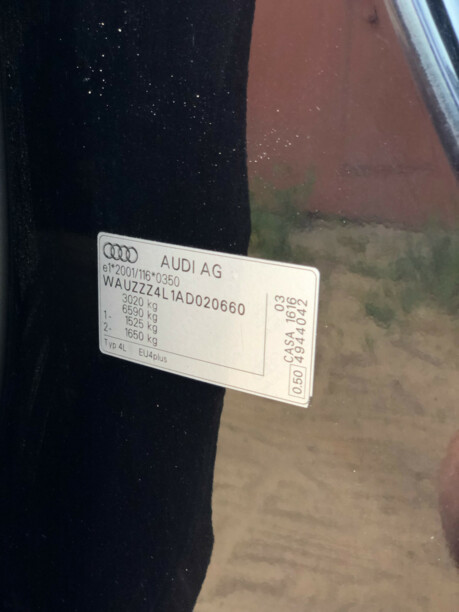 AUDI AG
e1*2001/116*0350
WAUZZZ4L1AD020660
3020 kg
6590 kg
1- 1525 kg
2- 1650 kg
Typ 4L EU4plus
03
CASA 1616
0.50 4944042